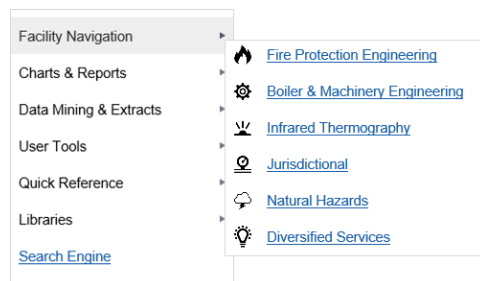 Facility Navigation
Charts & Reports
Data Mining & Extracts
User Tools
Quick Reference
Libraries
Search Engine
Fire Protection Engineering
Boiler & Machinery Engineering
Infrared Thermography
Jurisdictional
Natural Hazards
Diversified Services